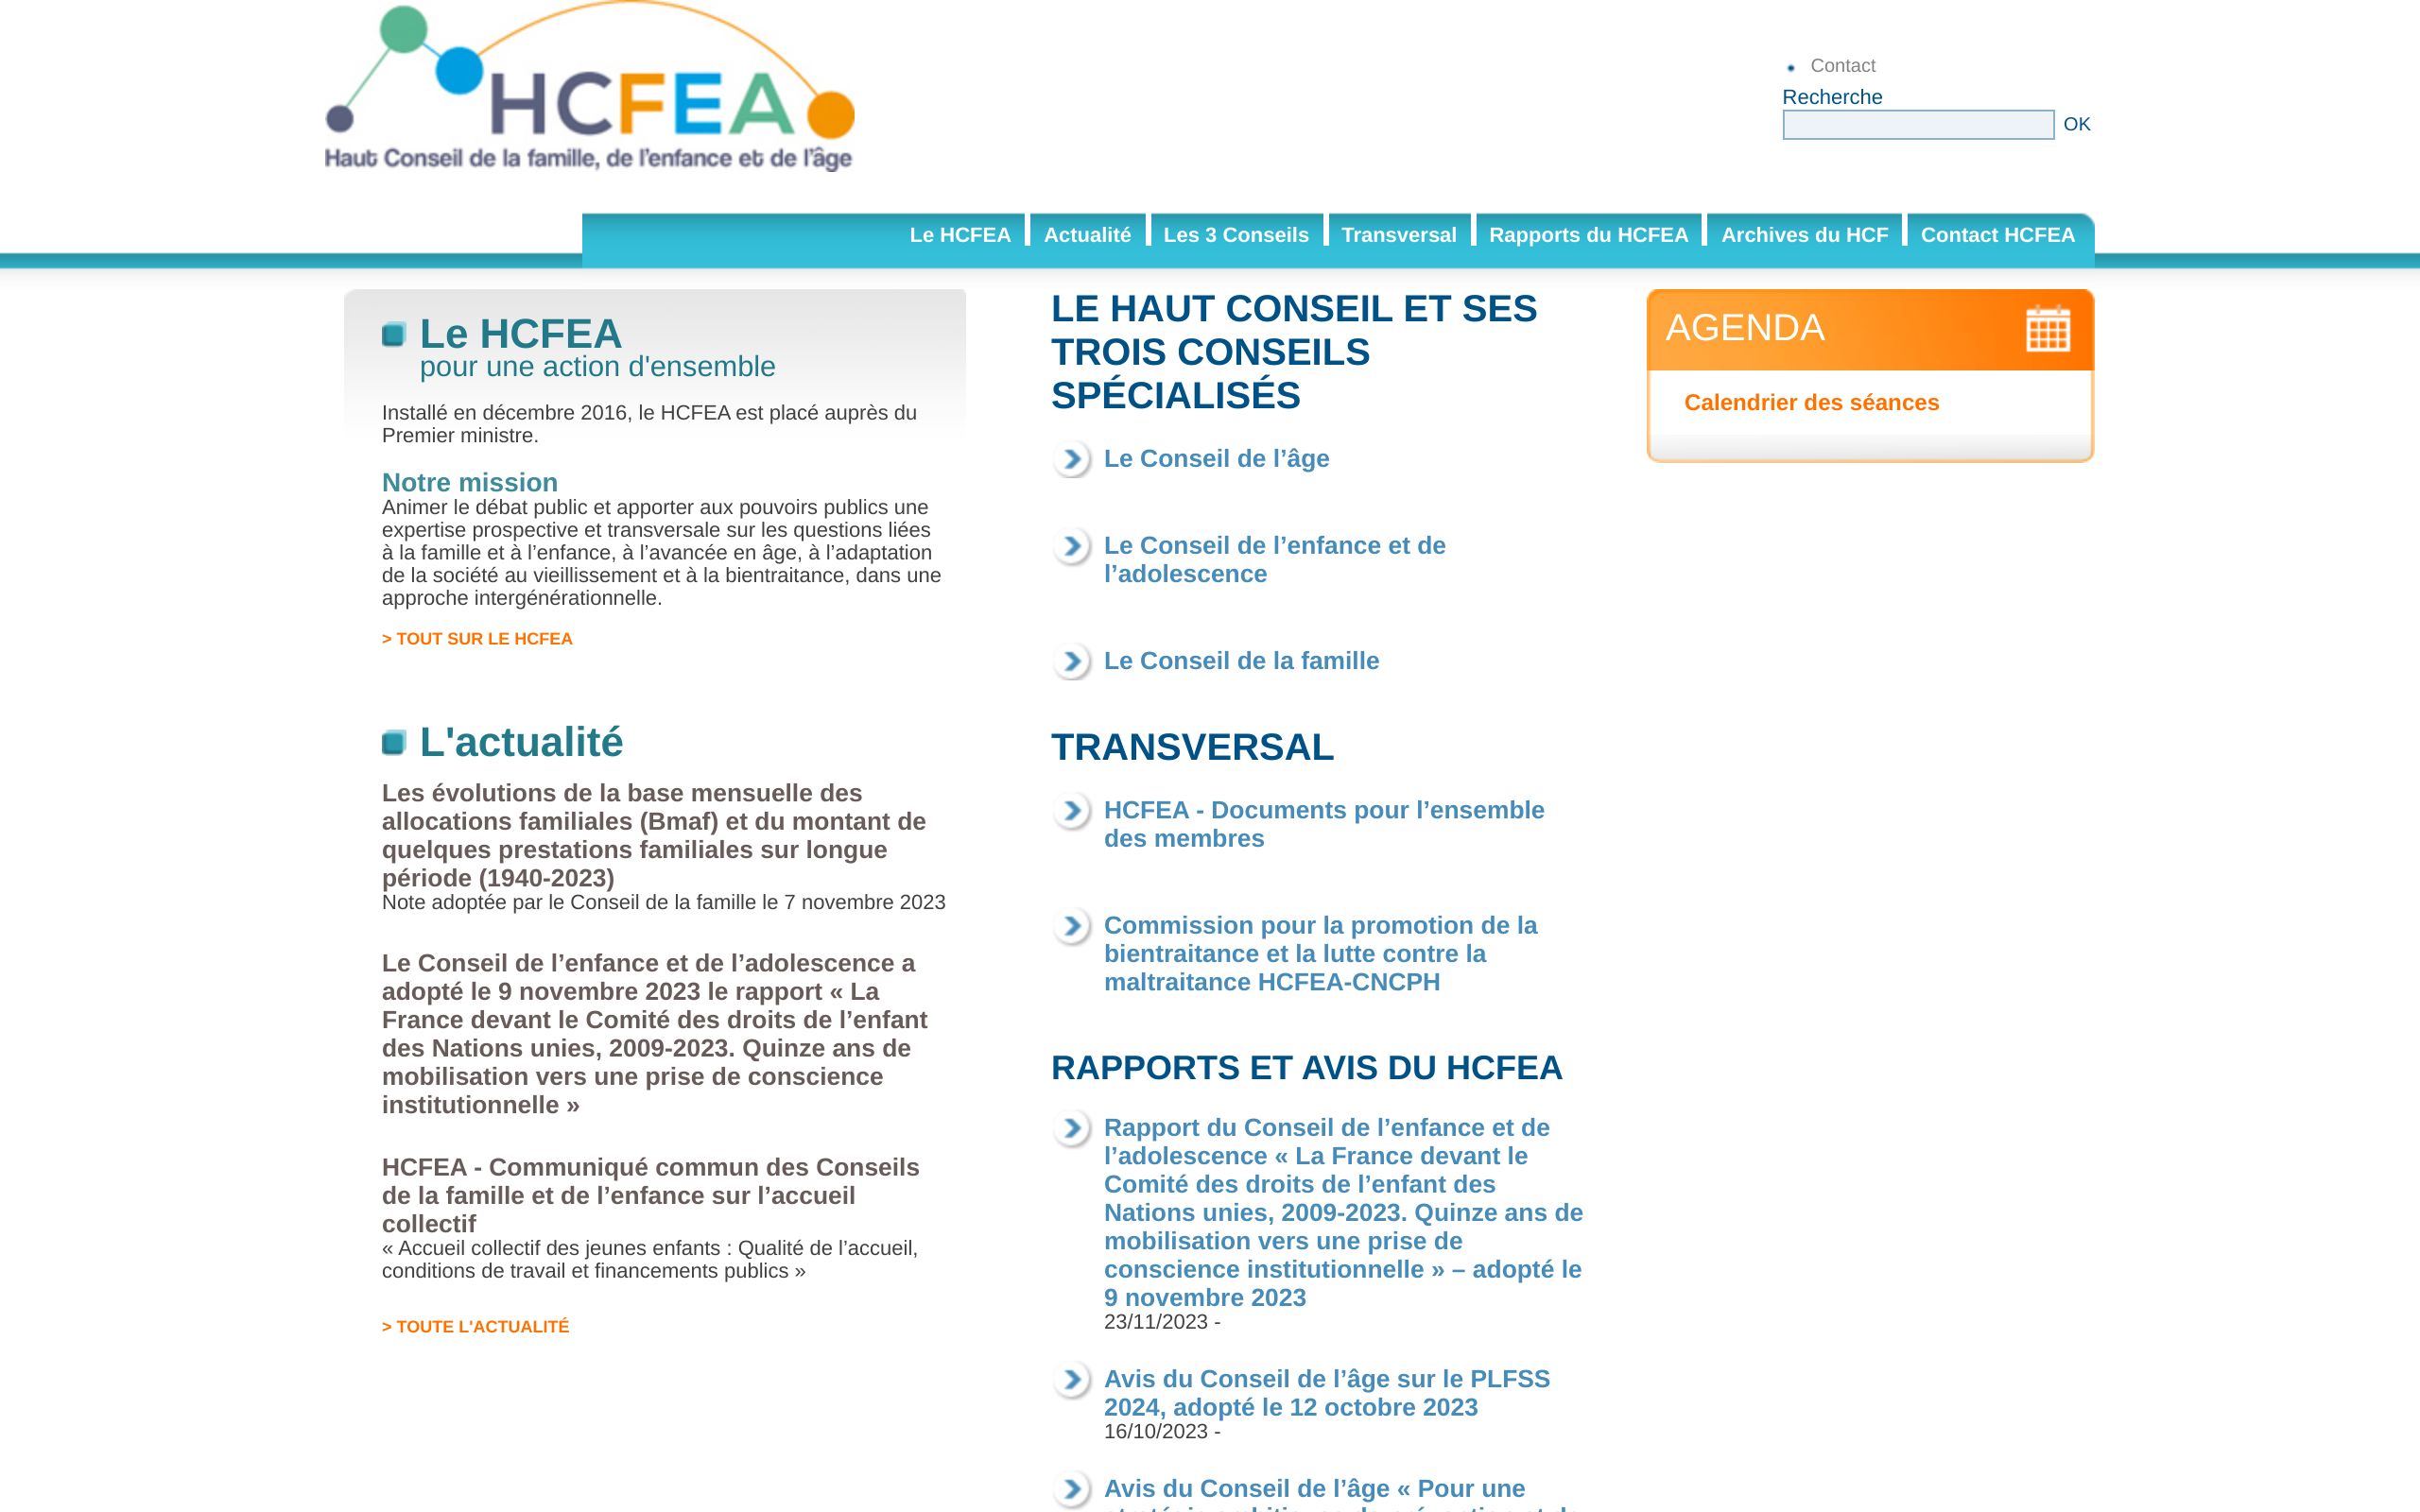 HCFEA
Haut Conseil de la famille, de l'enfance et de l'âge
Contact
Recherche
OK
Le HCFEA
Actualité
Les 3 Conseils
Transversal
Rapports du HCFEA
Archives du HCF
Contact HCFEA
Le HCFEA
pour une action d'ensemble
Installé en décembre 2016, le HCFEA est placé auprès du
Premier ministre.
Notre mission
Animer le débat public et apporter aux pouvoirs publics une
expertise prospective et transversale sur les questions liées
à la famille et à l’enfance, à l’avancée en âge, à l’adaptation
de la société au vieillissement et à la bientraitance, dans une
approche intergénérationnelle.
> TOUT SUR LE HCFEA
L'actualité
Les évolutions de la base mensuelle des
allocations familiales (Bmaf) et du montant de
quelques prestations familiales sur longue
période (1940-2023)
Note adoptée par le Conseil de la famille le 7 novembre 2023
Le Conseil de l’enfance et de l’adolescence a
adopté le 9 novembre 2023 le rapport « La
France devant le Comité des droits de l’enfant
des Nations unies, 2009-2023. Quinze ans de
mobilisation vers une prise de conscience
institutionnelle »
HCFEA - Communiqué commun des Conseils
de la famille et de l’enfance sur l’accueil
collectif
« Accueil collectif des jeunes enfants : Qualité de l’accueil,
conditions de travail et financements publics »
> TOUTE L'ACTUALITÉ
LE HAUT CONSEIL ET SES
TROIS CONSEILS
SPÉCIALISÉS
Le Conseil de l’âge
Le Conseil de l’enfance et de
l’adolescence
Le Conseil de la famille
TRANSVERSAL
HCFEA - Documents pour l’ensemble
des membres
Commission pour la promotion de la
bientraitance et la lutte contre la
maltraitance HCFEA-CNCPH
RAPPORTS ET AVIS DU HCFEA
Rapport du Conseil de l’enfance et de
l’adolescence « La France devant le
Comité des droits de l’enfant des
Nations unies, 2009-2023. Quinze ans de
mobilisation vers une prise de
conscience institutionnelle » – adopté le
9 novembre 2023
23/11/2023 -
Avis du Conseil de l’âge sur le PLFSS
2024, adopté le 12 octobre 2023
16/10/2023 -
Avis du Conseil de l’âge « Pour une
AGENDA
Calendrier des séances